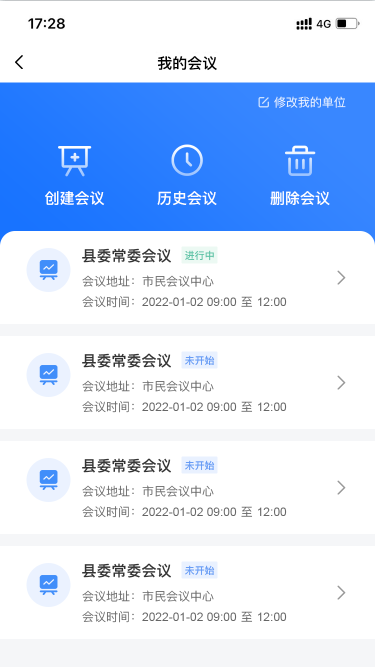 17:28 4G
我的会议
修改我的单位
创建会议 历史会议 删除会议
县委常委会议 进行中
会议地址：市民会议中心
会议时间：2022-01-02 09:00 至 12:00
县委常委会议 未开始
会议地址：市民会议中心
会议时间：2022-01-02 09:00 至 12:00
县委常委会议 未开始
会议地址：市民会议中心
会议时间：2022-01-02 09:00 至 12:00
县委常委会议 未开始
会议地址：市民会议中心
会议时间：2022-01-02 09:00 至 12:00